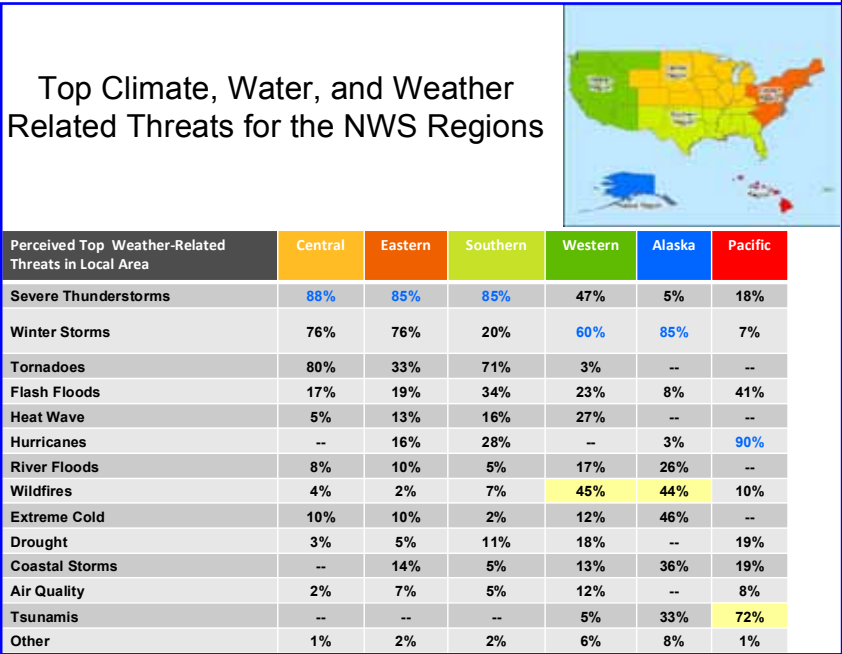 Top Climate, Water, and Weather
Related Threats for the NWS Regions
Perceived Top Weather-Related
Threats in Local Area
Central Eastern Southern Western Alaska Pacific
Severe Thunderstorms 88% 85% 85% 47% 5% 18%
Winter Storms 76% 76% 20% 60% 85% 7%
Tornadoes 80% 33% 71% 3% -- --
Flash Floods 17% 19% 34% 23% 8% 41%
Heat Wave 5% 13% 16% 27% -- --
Hurricanes -- 16% 28% -- 3% 90%
River Floods 8% 10% 5% 17% 26% --
Wildfires 4% 2% 7% 45% 44% 10%
Extreme Cold 10% 10% 2% 12% 46% --
Drought 3% 5% 11% 18% -- 19%
Coastal Storms -- 14% 5% 13% 36% 19%
Air Quality 2% 7% 5% 12% -- 8%
Tsunamis -- -- -- 5% 33% 72%
Other 1% 2% 2% 6% 8% 1%